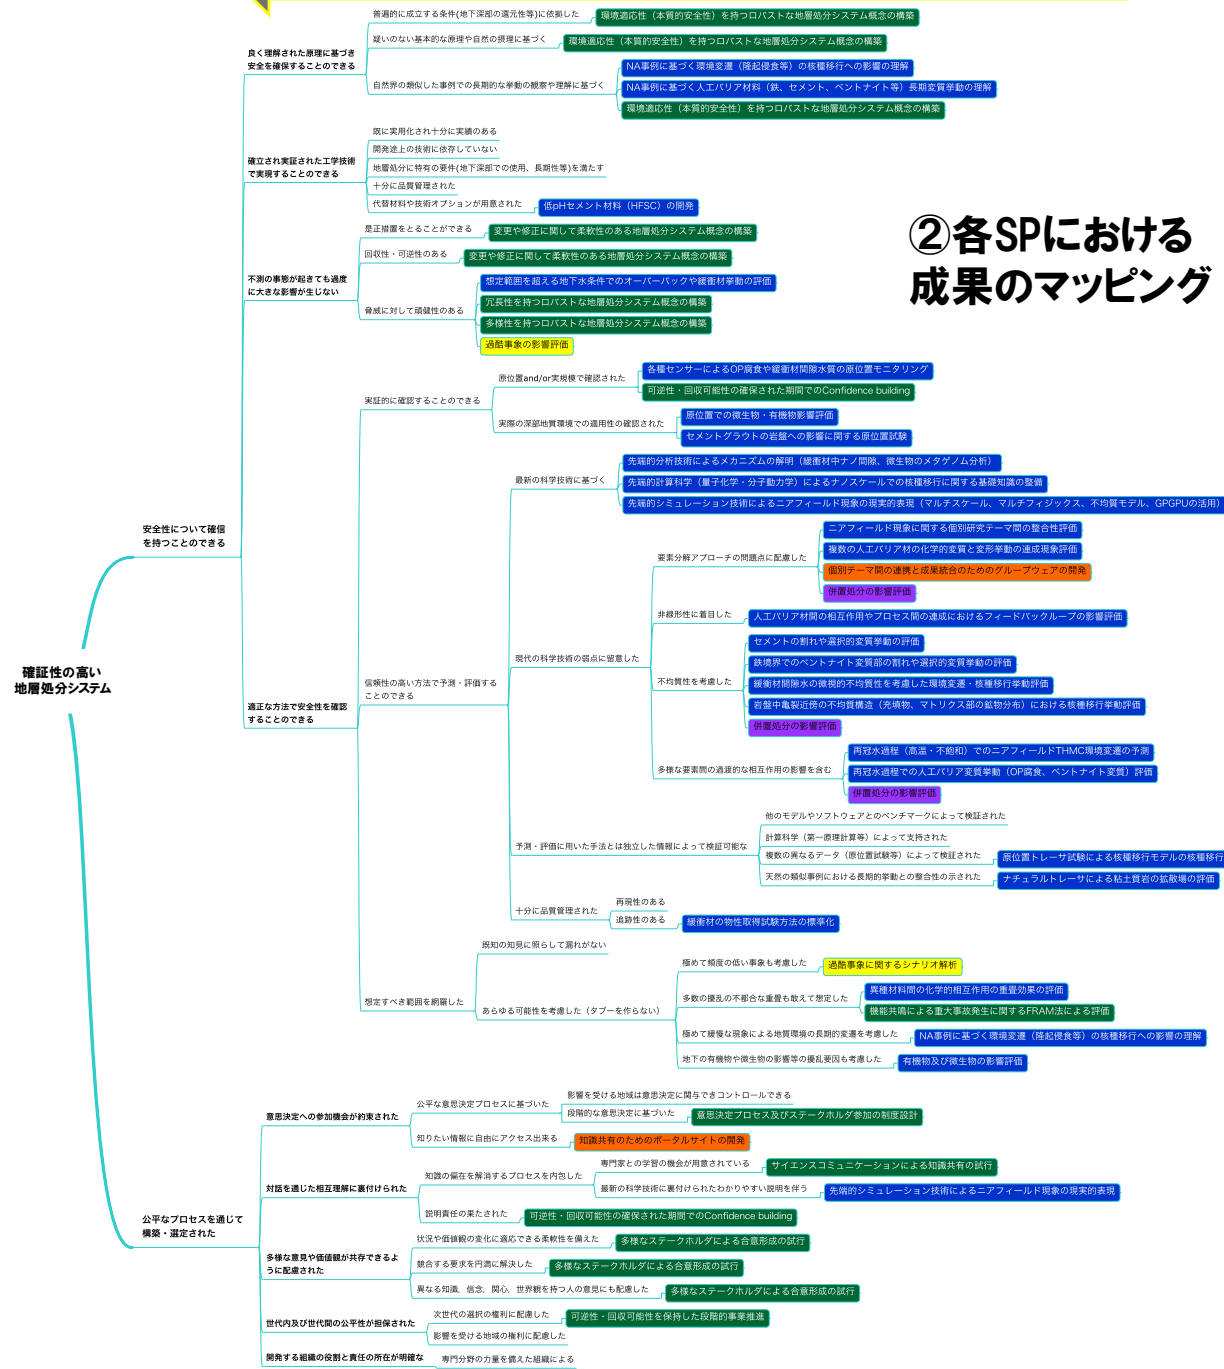 普遍的に成立する条件(地下深部の還元性等)に依拠した
環境適応性（本質的安全性）を持つロバストな地層処分システム概念の構築
疑いのない基本的な原理や自然の摂理に基づく
環境適応性（本質的安全性）を持つロバストな地層処分システム概念の構築
良く理解された原理に基づき
安全を確保することのできる
自然界の類似した事例での長期的な挙動の観察や理解に基づく
NA事例に基づく環境変遷（隆起侵食等）の核種移行への影響の理解
NA事例に基づく人工バリア材料（鉄、セメント、ベントナイト等）長期変質挙動の理解
環境適応性（本質的安全性）を持つロバストな地層処分システム概念の構築
確立され実証された工学技術
で実現することのできる
既に実用化され十分に実績のある
開発途上の技術に依存していない
地層処分に特有の要件(地下深部での使用、長期性等)を満たす
十分に品質管理された
代替材料や技術オプションが用意された
低pHセメント材料（HFSC）の開発
②各SPにおける
成果のマッピング
不測の事態が起きても過度
に大きな影響が生じない
是正措置をとることができる
変更や修正に関して柔軟性のある地層処分システム概念の構築
回収性・可逆性のある
変更や修正に関して柔軟性のある地層処分システム概念の構築
脅威に対して頑健性のある
想定範囲を超える地下水条件でのオーバーパックや緩衝材挙動の評価
冗長性を持つロバストな地層処分システム概念の構築
多様性を持つロバストな地層処分システム概念の構築
過酷事象の影響評価
実証的に確認することのできる
原位置and/or実規模で確認された
各種センサーによるOP腐食や緩衝材間隙水質の原位置モニタリング
可逆性・回収可能性の確保された期間でのConfidence building
実際の深部地質環境での適用性の確認された
原位置での微生物・有機物影響評価
セメントグラウトの岩盤への影響に関する原位置試験
最新の科学技術に基づく
先端的分析技術によるメカニズムの解明（緩衝材中ナノ間隙、微生物のメタゲノム分析）
先端的計算科学（量子化学・分子動力学）によるナノスケールでの核種移行に関する基礎知識の整備
先端的シミュレーション技術によるニアフィールド現象の現実的表現（マルチスケール、マルチフィジックス、不均質モデル、GPGPUの活用）
安全性について確信
を持つことのできる
現代の科学技術の弱点に留意した
要素分解アプローチの問題点に配慮した
ニアフィールド現象に関する個別研究テーマ間の整合性評価
複数の人工バリア材の化学的変質と変形挙動の連成現象評価
個別テーマ間の連携と成果統合のためのグループウェアの開発
併置処分の影響評価
非線形性に着目した
人工バリア材間の相互作用やプロセス間の連成におけるフィードバックループの影響評価
不均質性を考慮した
セメントの割れや選択的変質挙動の評価
鉄境界でのベントナイト変質部の割れや選択的変質挙動の評価
緩衝材間隙水の微視的不均質性を考慮した環境変遷・核種移行挙動評価
岩盤中亀裂近傍の不均質構造（充填物、マトリクス部の鉱物分布）における核種移行挙動評価
併置処分の影響評価
確証性の高い
地層処分システム
適正な方法で安全性を確認
することのできる
信頼性の高い方法で予測・評価する
ことのできる
多様な要素間の過渡的な相互作用の影響を含む
再冠水過程（高温・不飽和）でのニアフィールドTHMC環境変遷の予測
再冠水過程での人工バリア変質挙動（OP腐食、ベントナイト変質）評価
併置処分の影響評価
予測・評価に用いた手法とは独立した情報によって検証可能な
他のモデルやソフトウェアとのベンチマークによって検証された
計算科学（第一原理計算等）によって支持された
複数の異なるデータ（原位置試験等）によって検証された
原位置トレーサ試験による核種移行モデルの核種移行
天然の類似事例における長期的挙動との整合性の示された
ナチュラルトレーサによる粘土質岩の拡散場の評価
十分に品質管理された
再現性のある
追跡性のある
緩衝材の物性取得試験方法の標準化
想定すべき範囲を網羅した
既知の知見に照らして漏れがない
あらゆる可能性を考慮した（タブーを作らない）
極めて頻度の低い事象も考慮した
過酷事象に関するシナリオ解析
多数の擾乱の不都合な重畳も敢えて想定した
異種材料間の化学的相互作用の重畳効果の評価
機能共鳴による重大事故発生に関するFRAM法による評価
極めて緩慢な現象による地質環境の長期的変遷を考慮した
NA事例に基づく環境変遷（隆起侵食等）の核種移行への影響の理解
地下の有機物や微生物の影響等の擾乱要因も考慮した
有機物及び微生物の影響評価
公平なプロセスを通じて
構築・選定された
意思決定への参加機会が約束された
公平な意思決定プロセスに基づいた
影響を受ける地域は意思決定に関与できコントロールできる
段階的な意思決定に基づいた
意思決定プロセス及びステークホルダ参加の制度設計
知りたい情報に自由にアクセス出来る
知識共有のためのポータルサイトの開発
対話を通じた相互理解に裏付けられた
知識の偏在を解消するプロセスを内包した
専門家との学習の機会が用意されている
サイエンスコミュニケーションによる知識共有の試行
最新の科学技術に裏付けられたわかりやすい説明を伴う
先端的シミュレーション技術によるニアフィールド現象の現実的表現
説明責任の果たされた
可逆性・回収可能性の確保された期間でのConfidence building
多様な意見や価値観が共存できるよ
うに配慮された
状況や価値観の変化に適応できる柔軟性を備えた
多様なステークホルダによる合意形成の試行
競合する要求を円満に解決した
多様なステークホルダによる合意形成の試行
異なる知識、信念、関心、世界観を持つ人の意見にも配慮した
多様なステークホルダによる合意形成の試行
世代内及び世代間の公平性が担保された
次世代の選択の権利に配慮した
可逆性・回収可能性を保持した段階的事業推進
影響を受ける地域の権利に配慮した
開発する組織の役割と責任の所在が明確な
専門分野の力量を備えた組織による